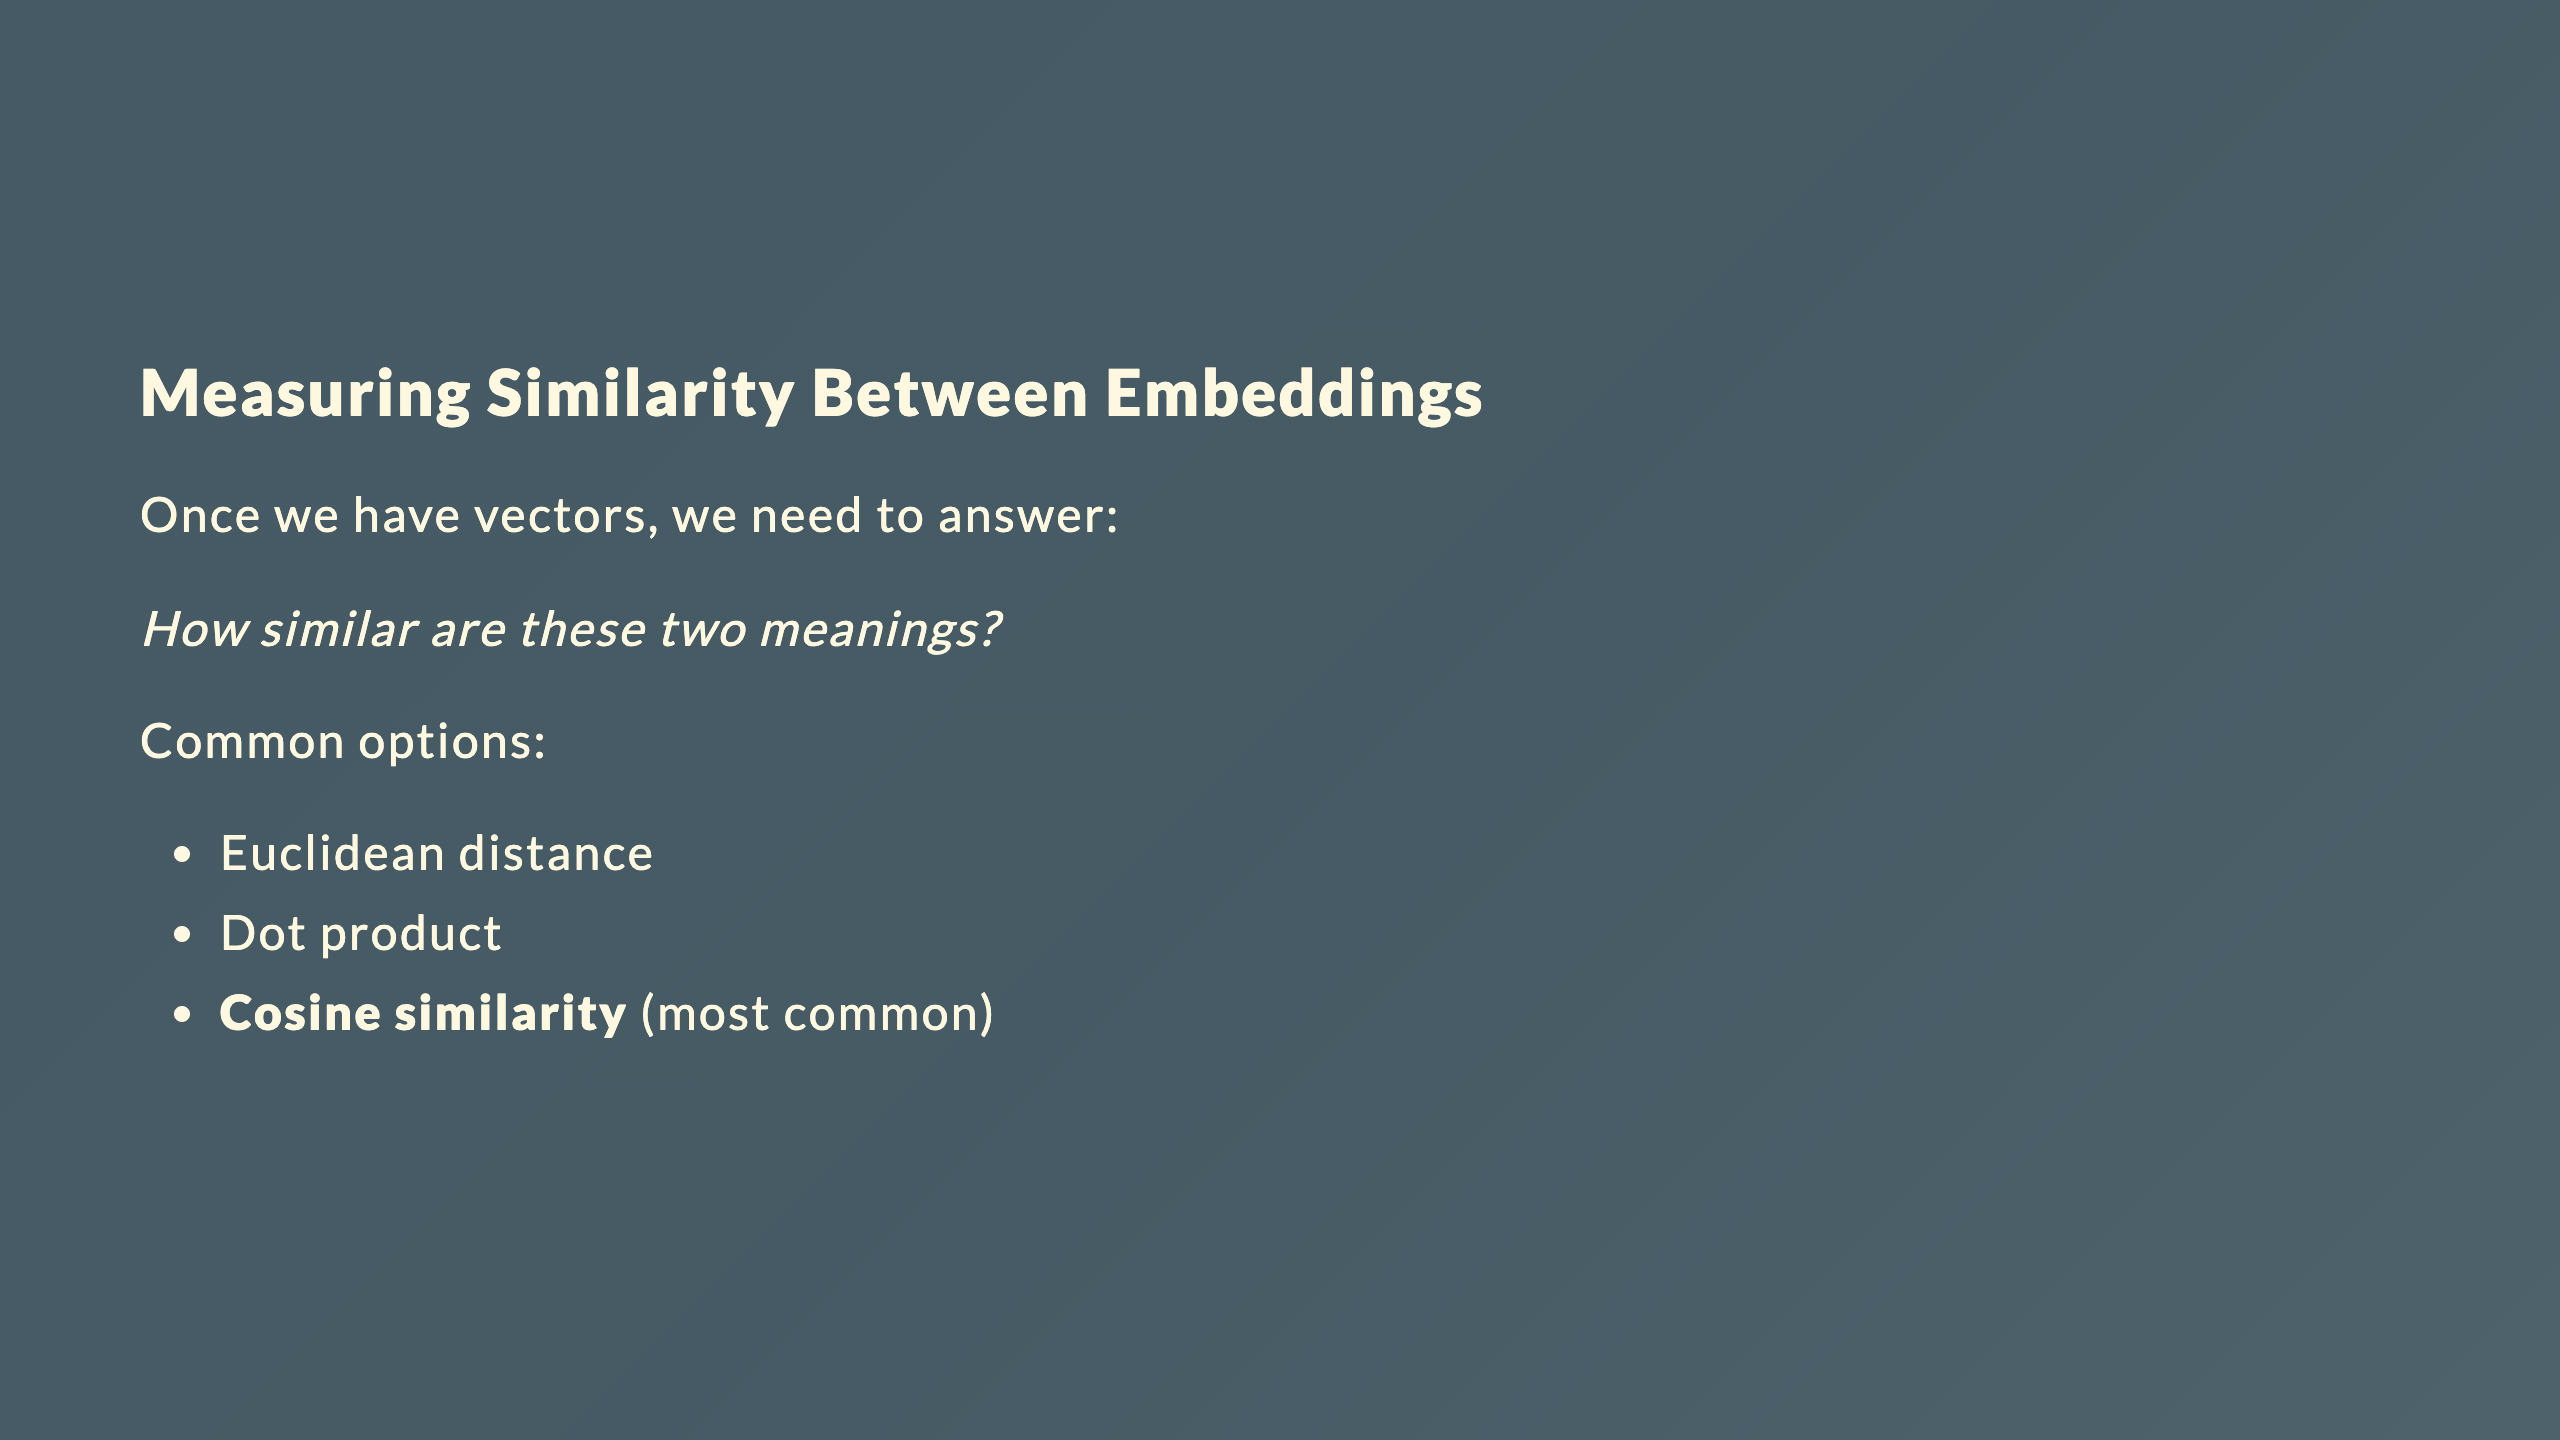 Measuring Similarity Between Embeddings
Once we have vectors, we need to answer:
How similar are these two meanings?
Common options:
• Euclidean distance
• Dot product
• Cosine similarity (most common)